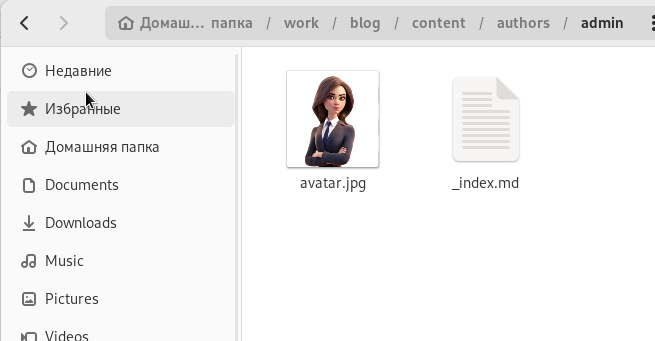 Домаш... папка / work / blog / content / authors / admin
Недавние
Избранные
Домашняя папка
Documents
Downloads
Music
Pictures
Videos
avatar.jpg
_index.md